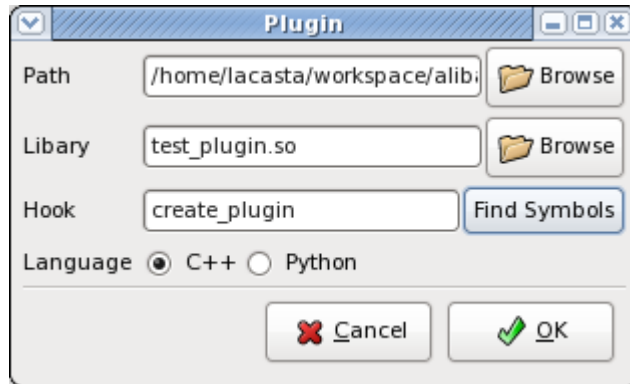 Plugin
Path /home/lacasta/workspace/aliba Browse
Libary test_plugin.so Browse
Hook create_plugin Find Symbols
Language C++ Python
Cancel OK